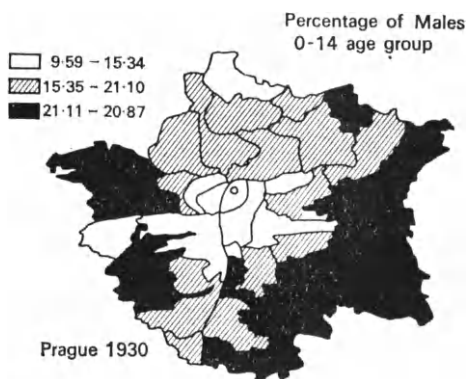 Percentage of Males
0-14 age group
9·59 - 15·34
15·35 - 21·10
21·11 - 20·87
Prague 1930